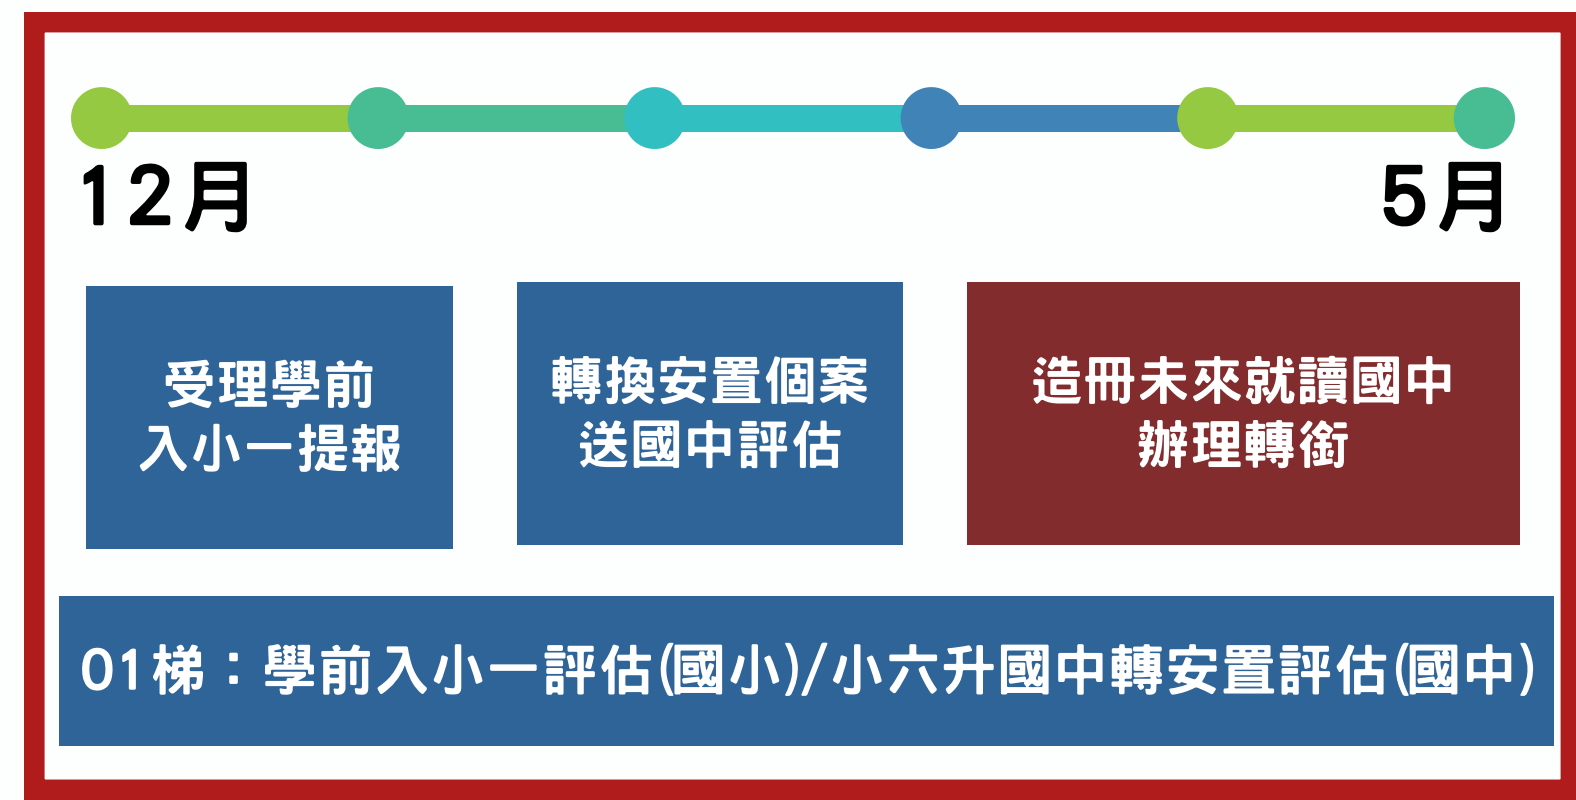 12月
5月
受理學前
入小一提報
轉換安置個案
送國中評估
造冊未來就讀國中
辦理轉銜
01梯：學前入小一評估(國小)/小六升國中轉安置評估(國中)